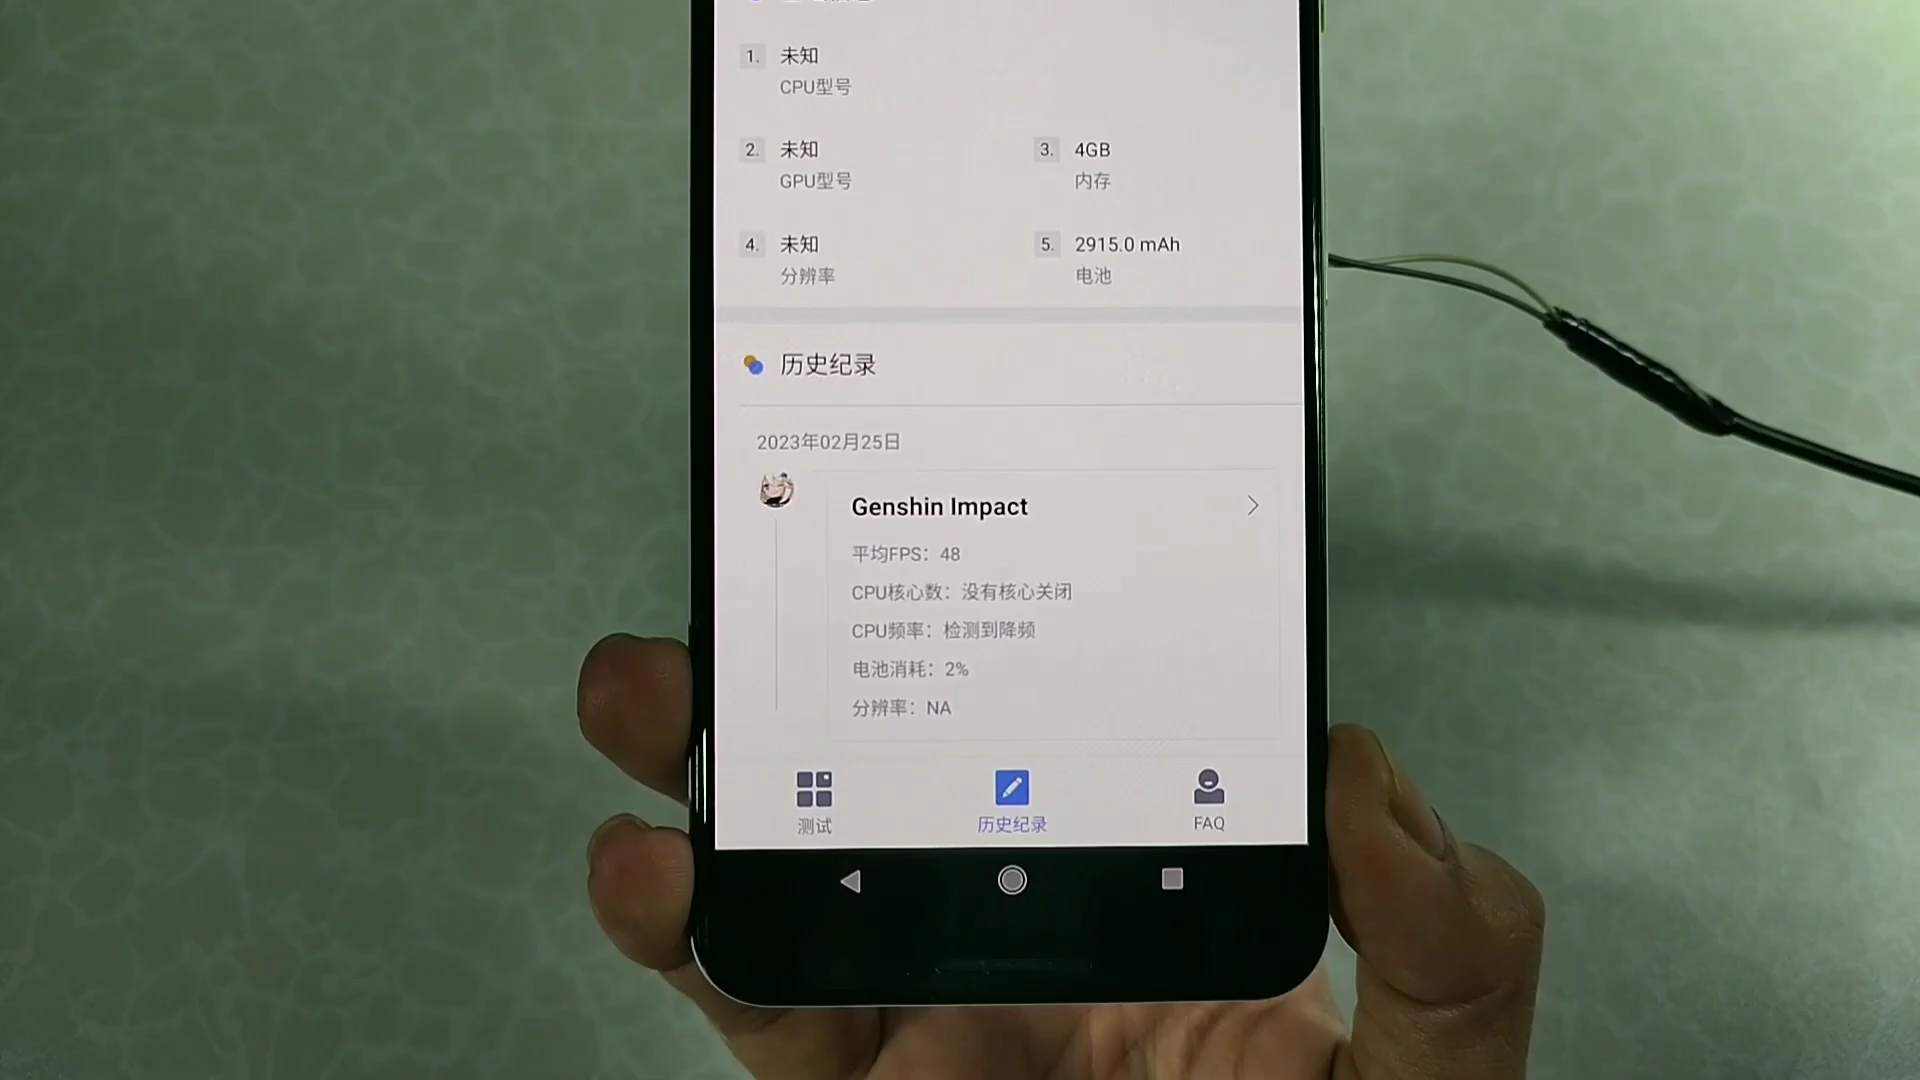 1. 未知
CPU型号
2. 未知
GPU型号
3. 4GB
内存
4. 未知
分辨率
5. 2915.0 mAh
电池
历史纪录
2023年02月25日
Genshin Impact
平均FPS：48
CPU核心数：没有核心关闭
CPU频率：检测到降频
电池消耗：2%
分辨率：NA
测试
历史纪录
FAQ